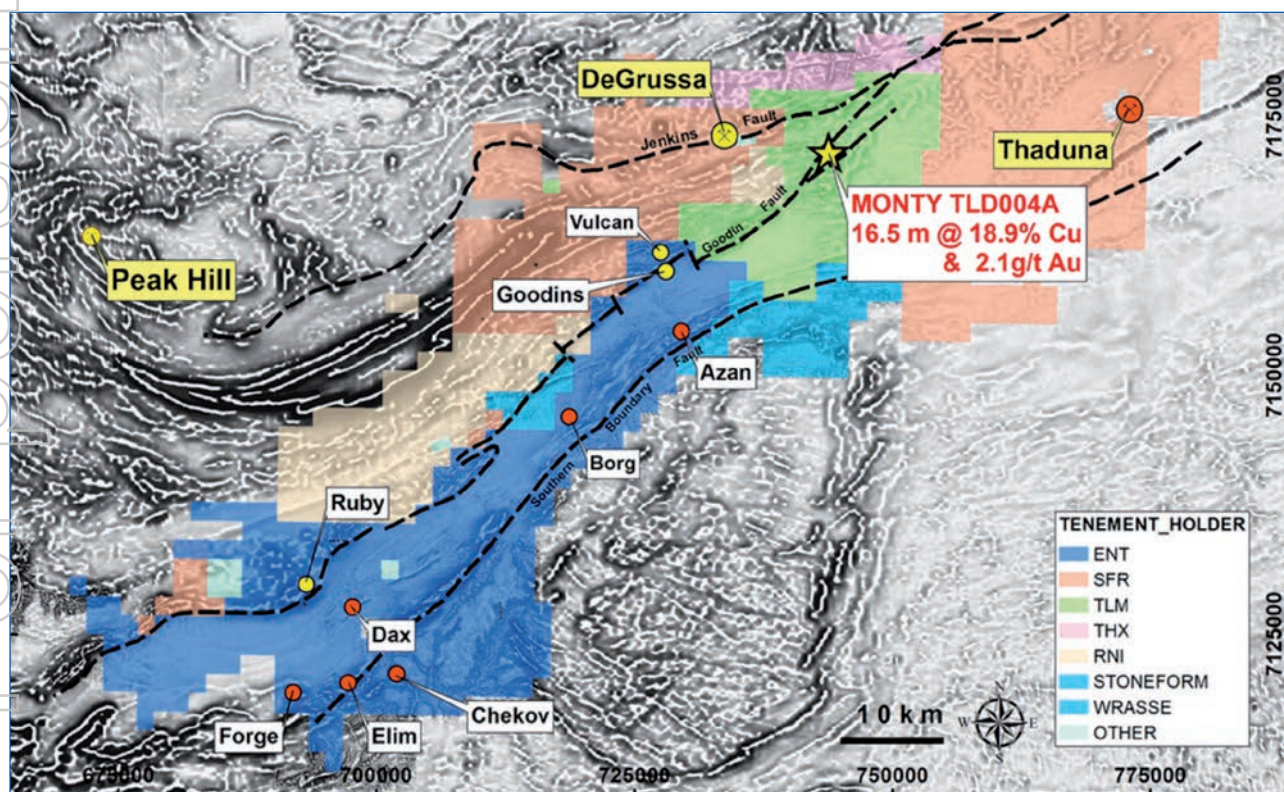 DeGrussa
Jenkins Fault
Thaduna
7175000
Vulcan
Goodin Fault
MONTY TLD004A
16.5 m @ 18.9% Cu
& 2.1g/t Au
Peak Hill
Goodins
Azan
7150000
Southern Boundary Fault
Borg
Ruby
TENEMENT_HOLDER
ENT
SFR
TLM
THX
RNI
STONEFORM
WRASSE
OTHER
7125000
Dax
Chekov
Forge
Elim
10 km
W
E
675000
700000
725000
750000
775000